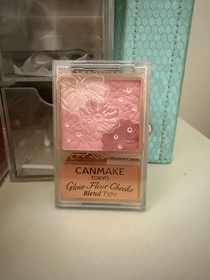 CANMAKE
TOKYO
Glow Fleur Cheeks
Blend Type